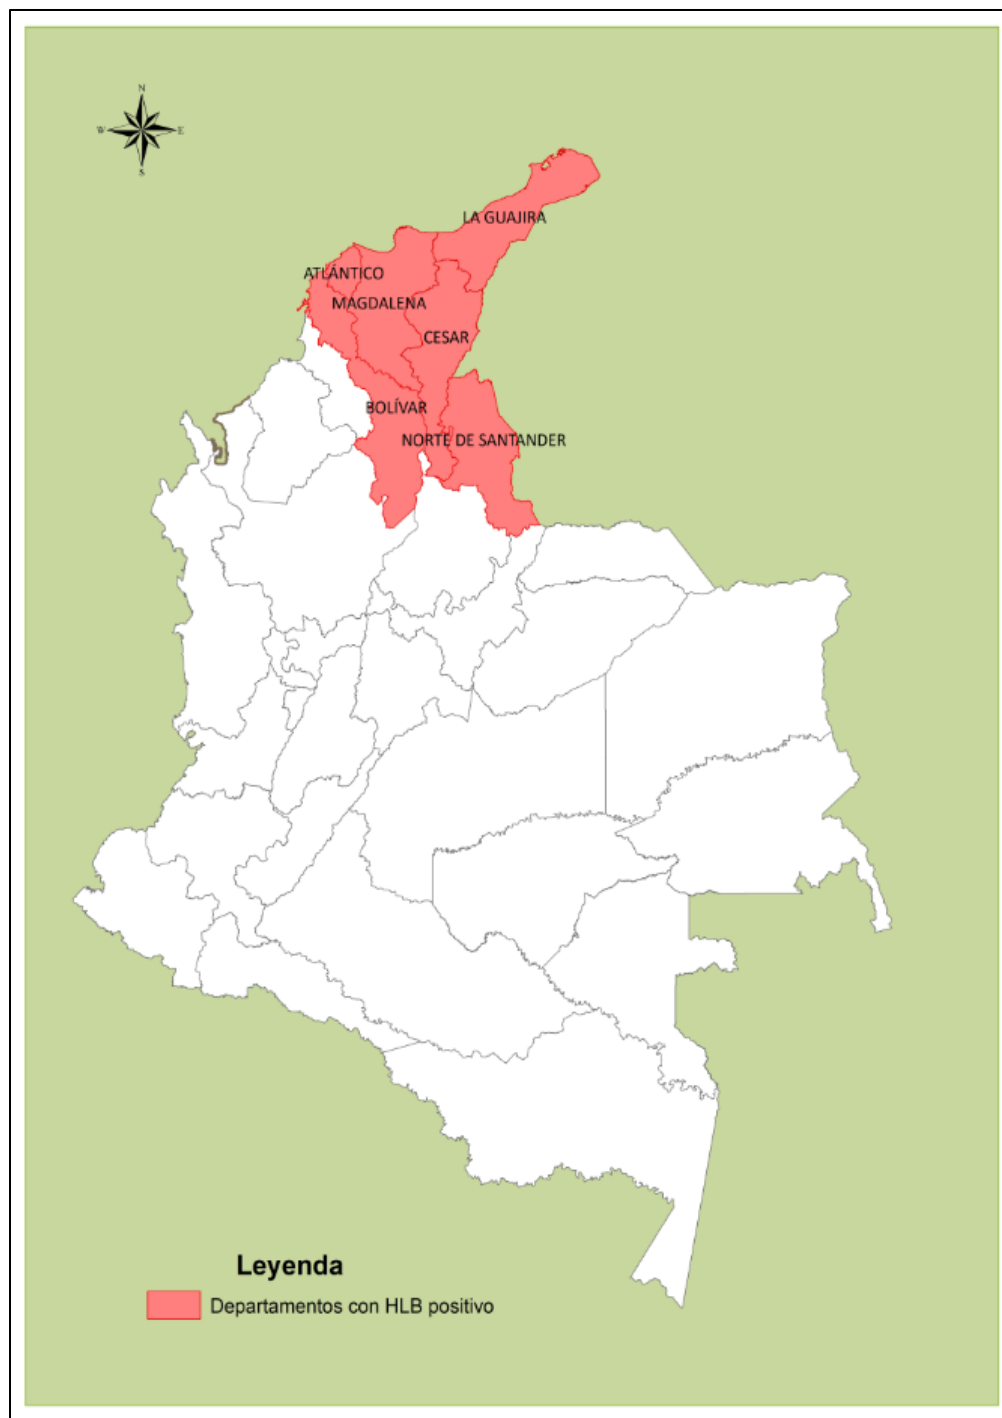 N
W
E
S
LA GUAJIRA
ATLÁNTICO
MAGDALENA
CESAR
BOLÍVAR
NORTE DE SANTANDER
Leyenda
Departamentos con HLB positivo